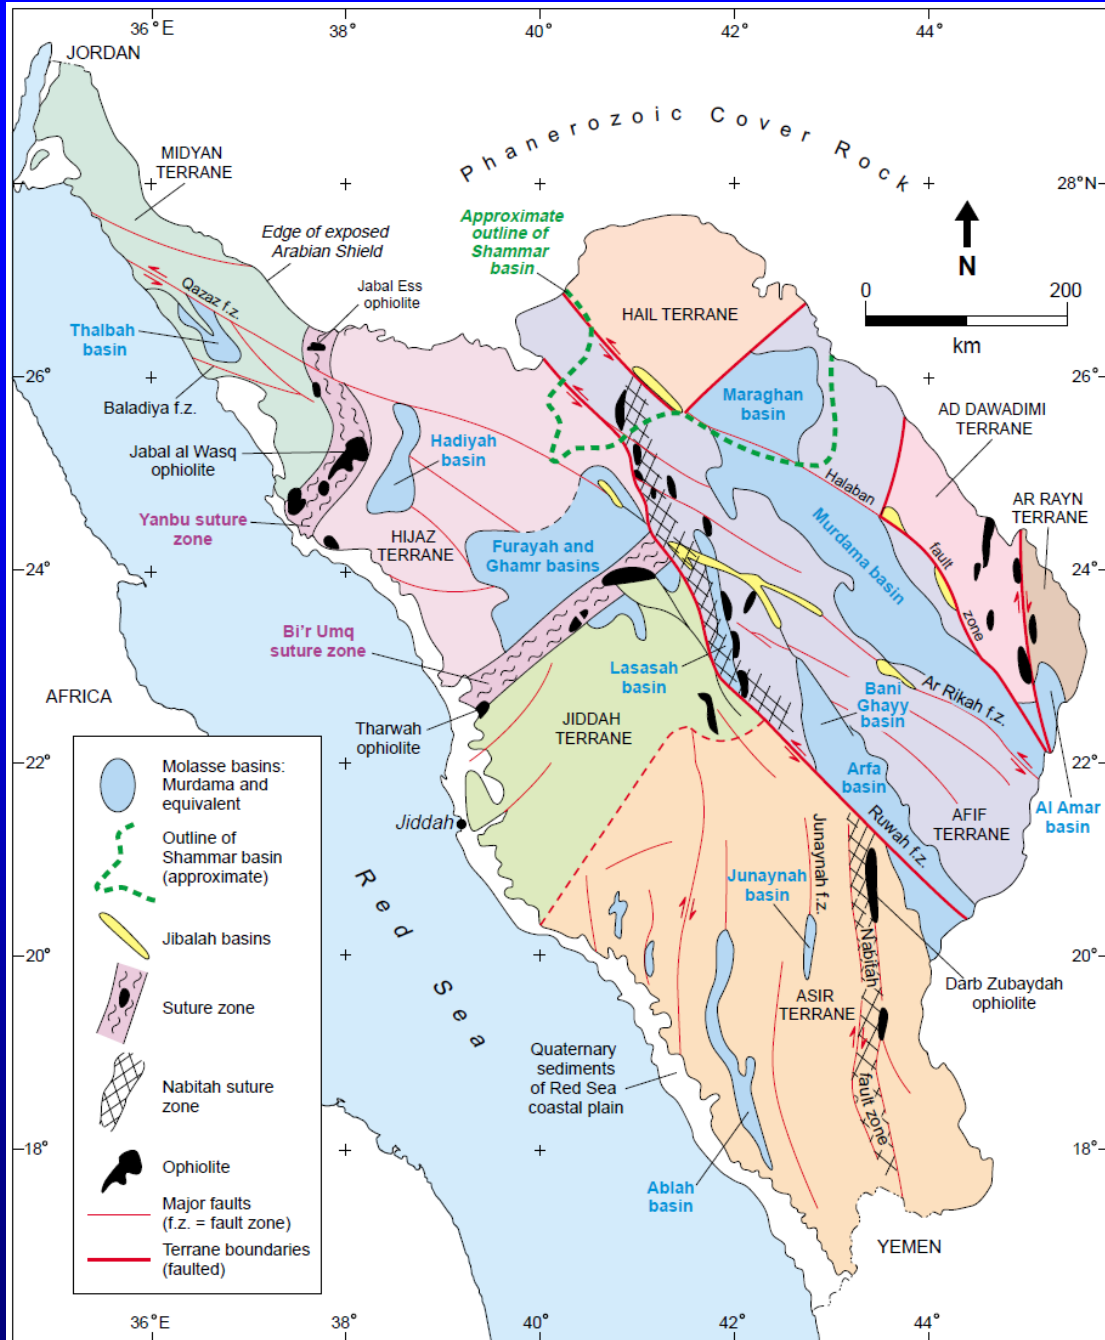 36°E
38°
40°
42°
44°
JORDAN
MIDYAN
TERRANE
Phanerozoic Cover Rock
28°N
Approximate
outline of
Shammar
basin
Edge of exposed
Arabian Shield
N
Jabal Ess
ophiolite
Qazaz f.z.
0
200
km
HAIL TERRANE
Thalbah
basin
26°
26°
Baladiya f.z.
Maraghan
basin
AD DAWADIMI
TERRANE
Jabal al Wasq
ophiolite
Hadiyah
basin
Halaban
fault
zone
AR RAYN
TERRANE
Yanbu suture
zone
HIJAZ
TERRANE
Furayah and
Ghamr basins
Murdama basin
24°
24°
Bi'r Umq
suture zone
Lasasah
basin
AFRICA
Bani
Ghayy
basin
Ar Rikah f.z.
Tharwah
ophiolite
JIDDAH
TERRANE
22°
22°
Arfa
basin
Al Amar
basin
AFIF
TERRANE
Ruwah f.z.
Jiddah
Junaynah f.z.
Junaynah
basin
Red Sea
20°
20°
Nabitah
fault zone
Darb Zubaydah
ophiolite
ASIR
TERRANE
Quaternary
sediments
of Red Sea
coastal plain
18°
18°
Ablah
basin
YEMEN
Molasse basins:
Murdama and
equivalent
Outline of
Shammar basin
(approximate)
Jibalah basins
Suture zone
Nabitah suture
zone
Ophiolite
Major faults
(f.z. = fault zone)
Terrane boundaries
(faulted)
36°E
38°
40°
42°
44°